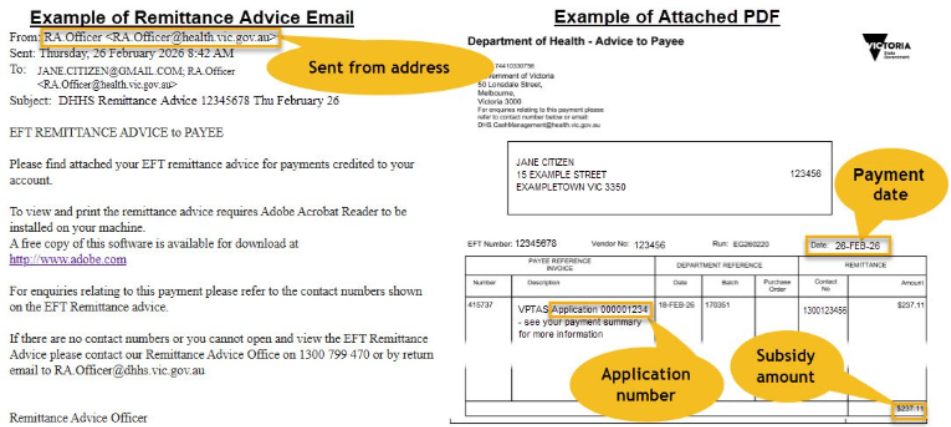 Example of Remittance Advice Email
From: RA.Officer <RA.Officer@health.vic.gov.au>
Sent: Thursday, 26 February 2026 8:42 AM
To: JANE.CITIZEN@GMAIL.COM; RA.Officer
<RA.Officer@health.vic.gov.au>
Subject: DHHS Remittance Advice 12345678 Thu February 26
Sent from address
EFT REMITTANCE ADVICE to PAYEE
Please find attached your EFT remittance advice for payments credited to your
account.
To view and print the remittance advice requires Adobe Acrobat Reader to be
installed on your machine.
A free copy of this software is available for download at
http://www.adobe.com
For enquiries relating to this payment please refer to the contact numbers shown
on the EFT Remittance advice.
If there are no contact numbers or you cannot open and view the EFT Remittance
Advice please contact our Remittance Advice Office on 1300 799 470 or by return
email to RA.Officer@dhhs.vic.gov.au
Remittance Advice Officer
Example of Attached PDF
Department of Health - Advice to Payee
VICTORIA
State
Government
74410330756
ernment of Victoria
50 Lonsdale Street,
Melbourne,
Victoria 3000
For enquiries relating to this payment please
refer to contact number below or email:
DHS.CashManagement@health.vic.gov.au
JANE CITIZEN
15 EXAMPLE STREET 123456
EXAMPLETOWN VIC 3350
Payment
date
EFT Number: 12345678 Vendor No: 123456 Run: EG260220 Date: 26-FEB-26
PAYEE REFERENCE
INVOICE
DEPARTMENT REFERENCE
REMITTANCE
Number Description Date Batch Purchase Order Contact No Amount
415737 VPTAS Application 000001234 18-FEB-26 170351 1300123456 $237.11
- see your payment summary
for more information
Application
number
Subsidy
amount
$237.11